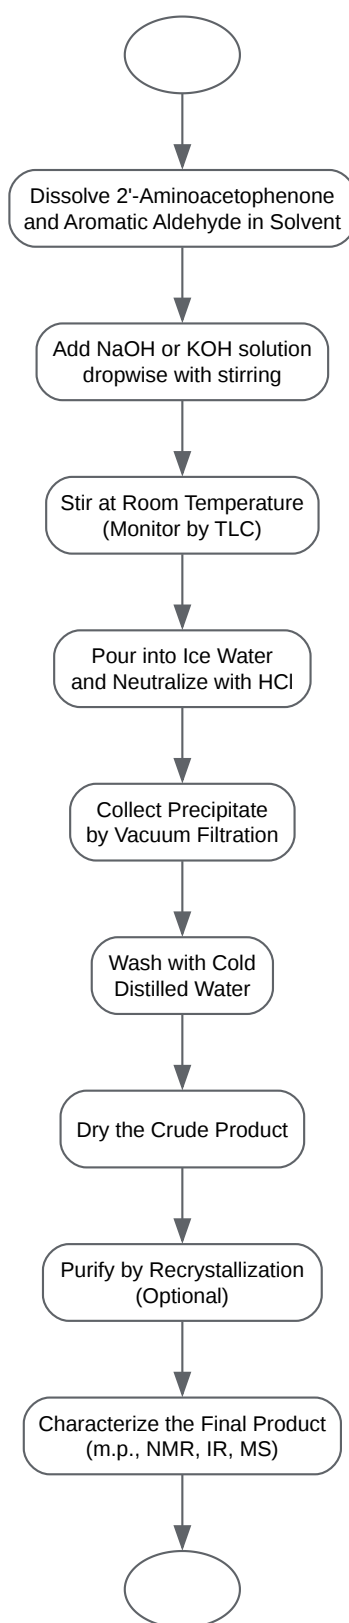 Dissolve 2'-Aminoacetophenone
and Aromatic Aldehyde in Solvent
Add NaOH or KOH solution
dropwise with stirring
Stir at Room Temperature
(Monitor by TLC)
Pour into Ice Water
and Neutralize with HCl
Collect Precipitate
by Vacuum Filtration
Wash with Cold
Distilled Water
Dry the Crude Product
Purify by Recrystallization
(Optional)
Characterize the Final Product
(m.p., NMR, IR, MS)